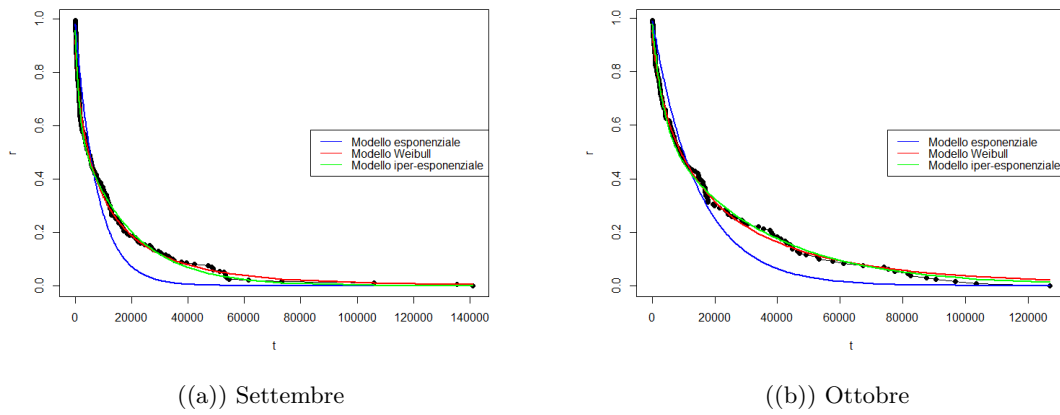 1.0
0.8
0.6
0.4
0.2
0.0
r
Modello esponenziale
Modello Weibull
Modello iper-esponenziale
0 20000 40000 60000 80000 100000 120000 140000
t
((a)) Settembre
1.0
0.8
0.6
0.4
0.2
0.0
r
Modello esponenziale
Modello Weibull
Modello iper-esponenziale
0 20000 40000 60000 80000 100000 120000
t
((b)) Ottobre